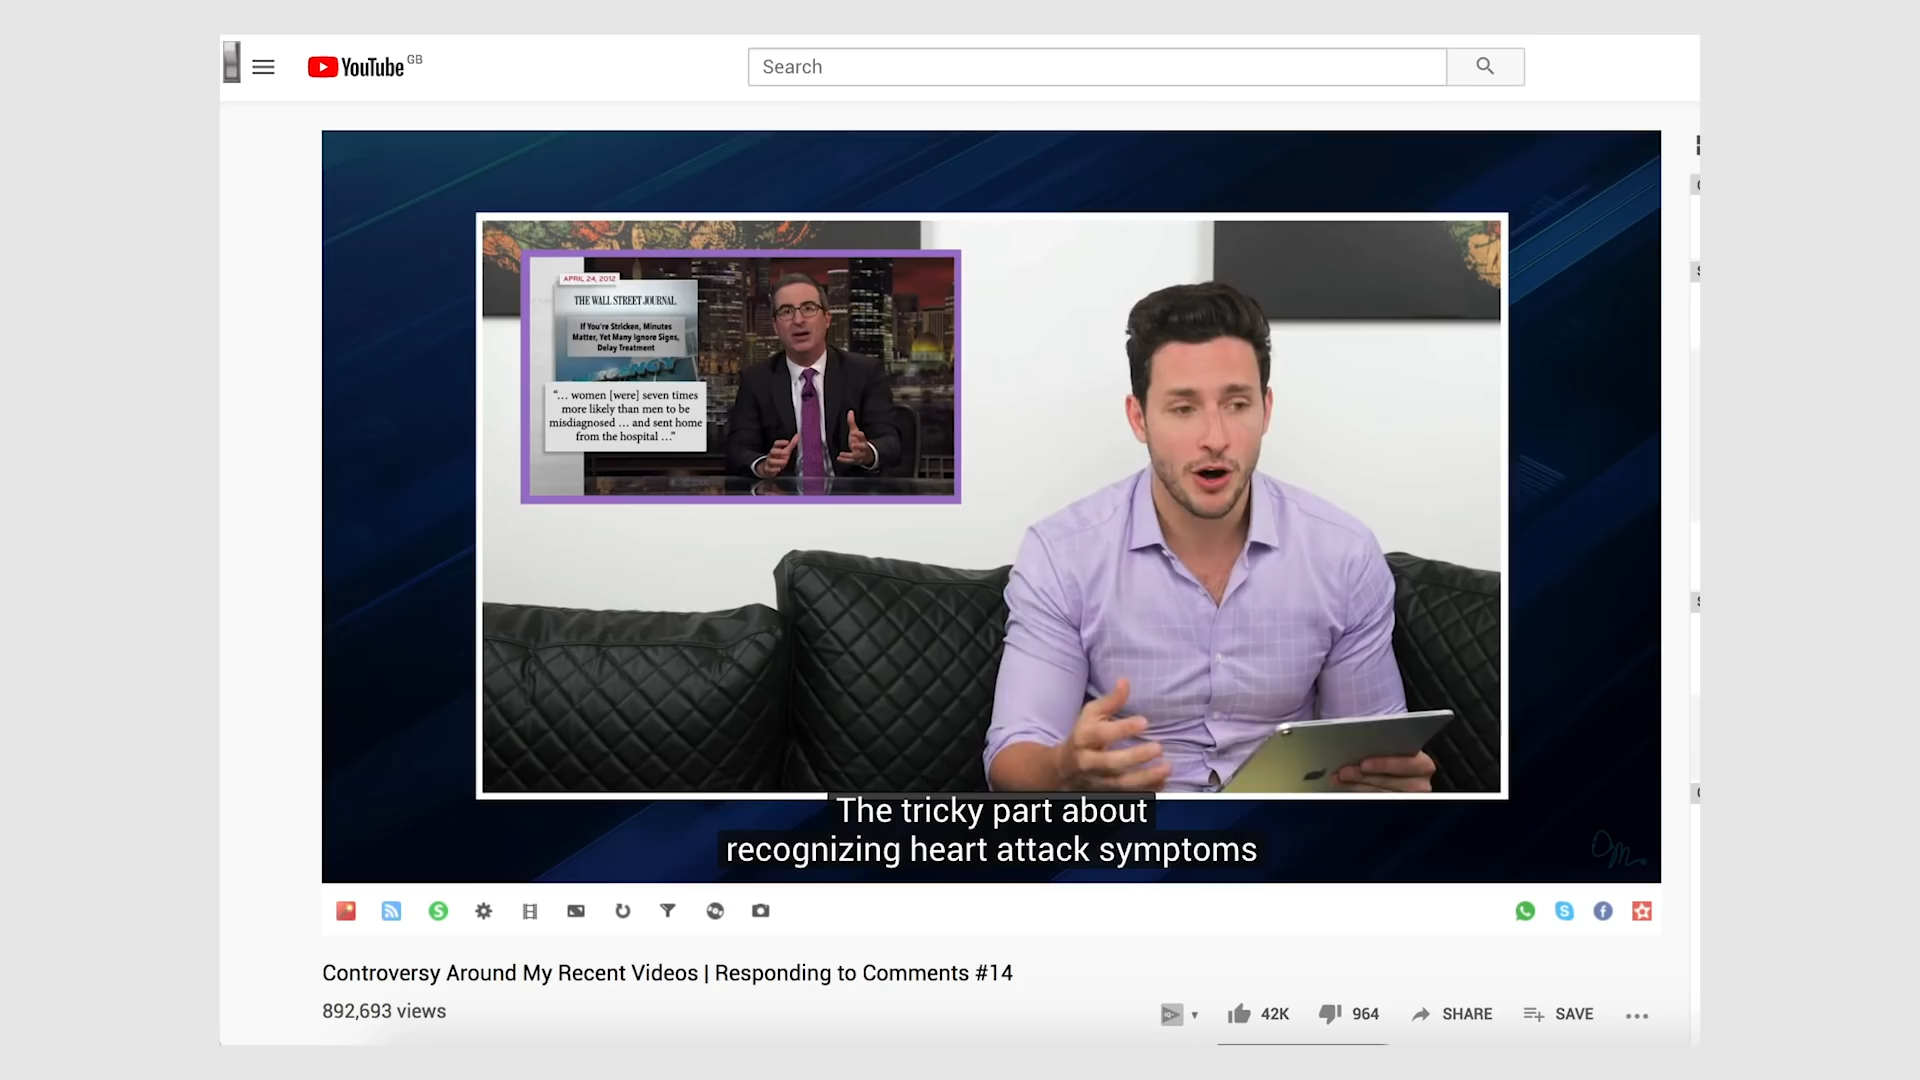 YouTube GB
Search
APRIL 24, 2012
THE WALL STREET JOURNAL.
If You're Stricken, Minutes
Matter, Yet Many Ignore Signs,
Delay Treatment
"... women [were] seven times
more likely than men to be
misdiagnosed ... and sent home
from the hospital ..."
The tricky part about
recognizing heart attack symptoms
Controversy Around My Recent Videos | Responding to Comments #14
892,693 views
42K
964
SHARE
SAVE